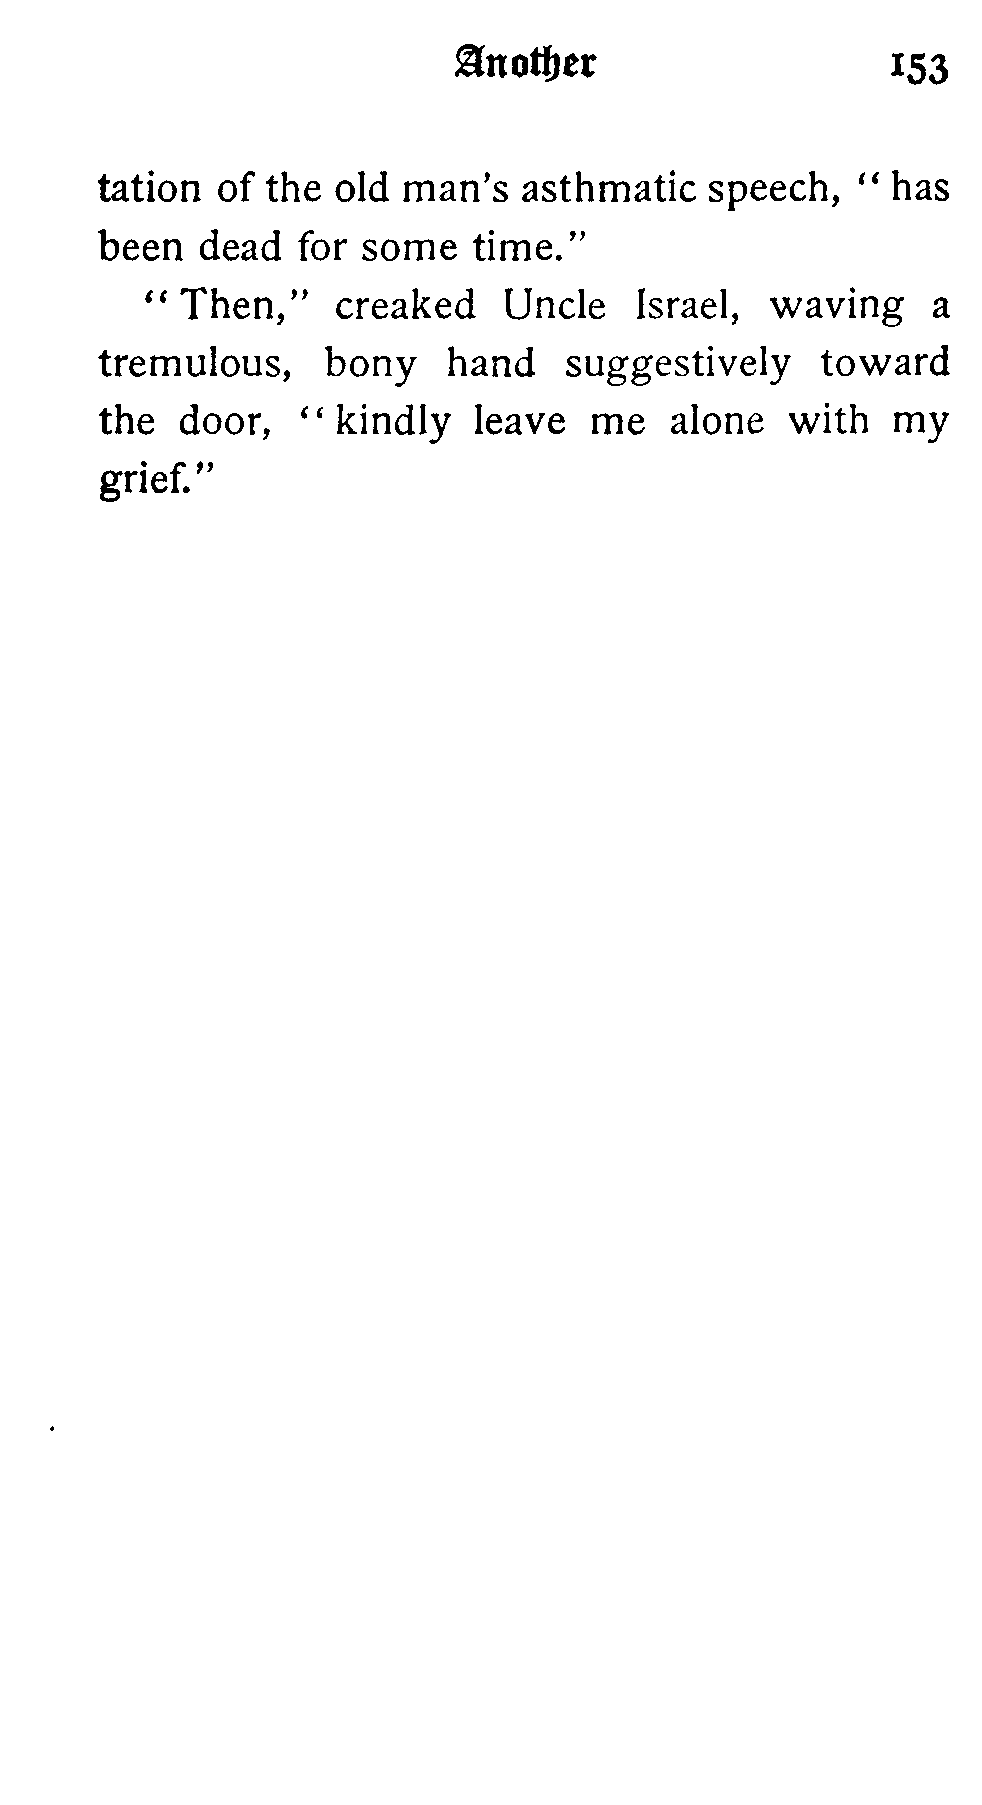 Another 153
tation of the old man's asthmatic speech, " has
been dead for some time."
" Then," creaked Uncle Israel, waving a
tremulous, bony hand suggestively toward
the door, " kindly leave me alone with my
grief."